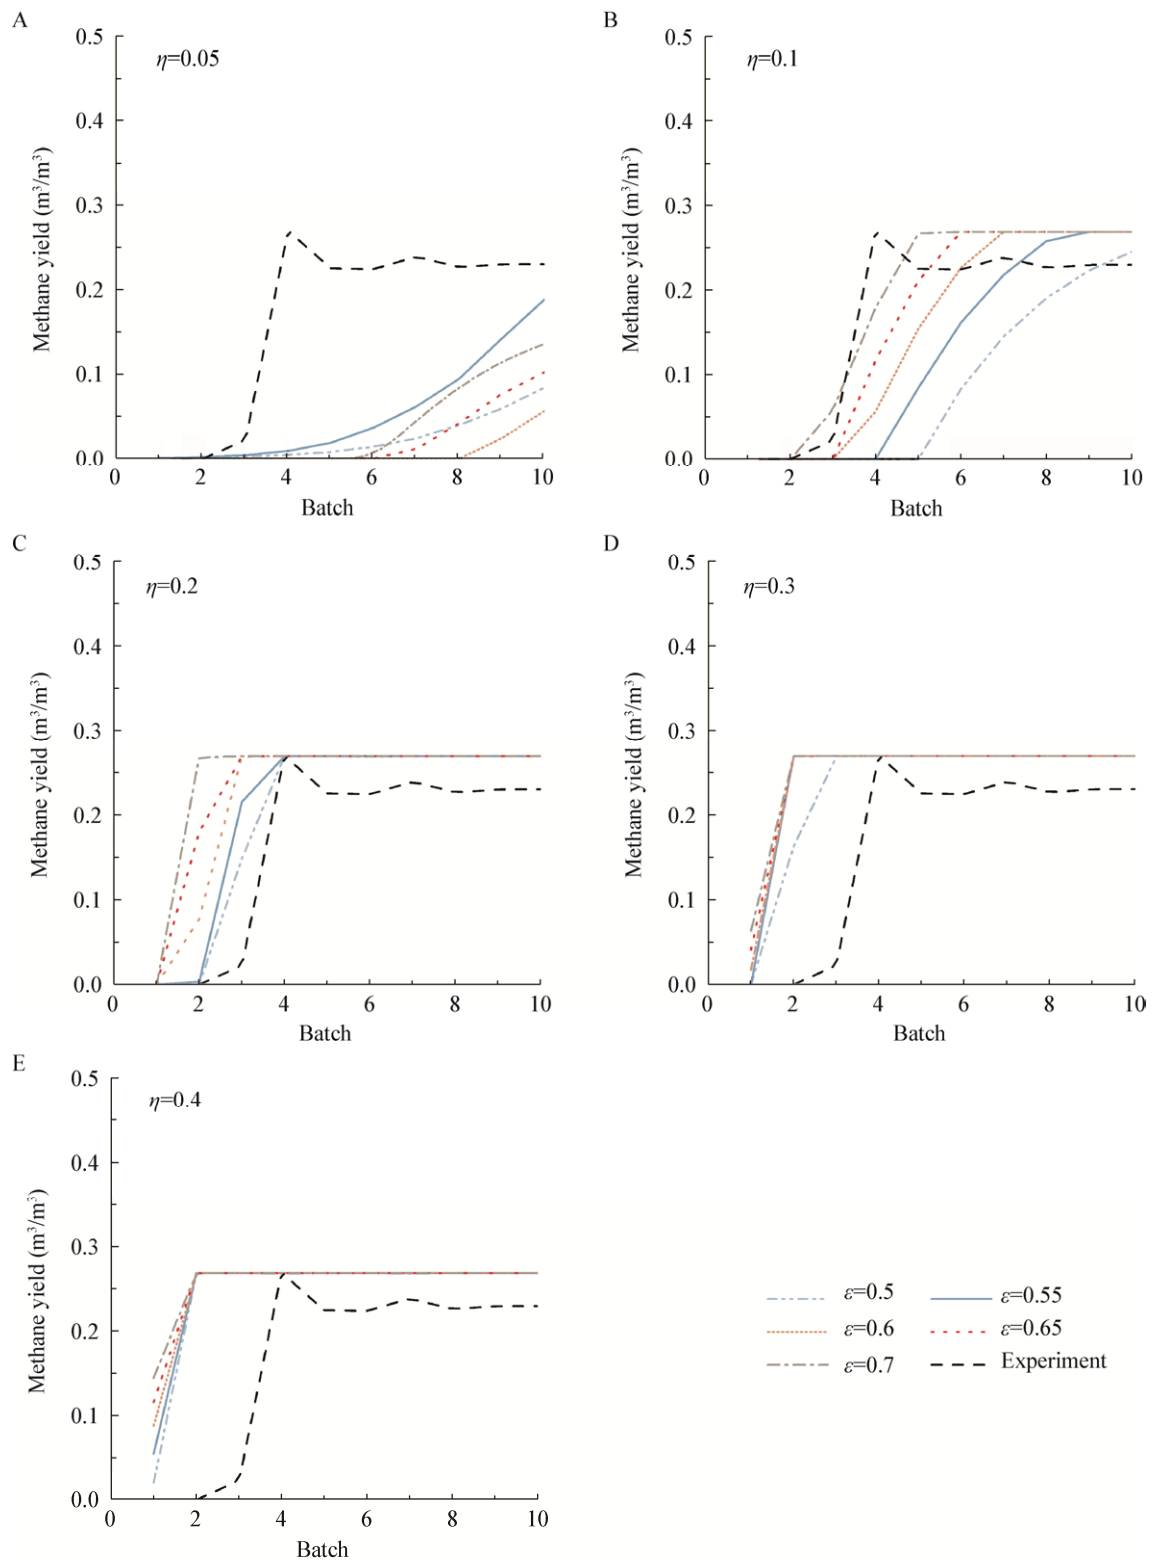 A
η=0.05
Methane yield (m³/m³)
0.5
0.4
0.3
0.2
0.1
0.0
0 2 4 6 8 10
Batch
B
η=0.1
Methane yield (m³/m³)
0.5
0.4
0.3
0.2
0.1
0.0
0 2 4 6 8 10
Batch
C
η=0.2
Methane yield (m³/m³)
0.5
0.4
0.3
0.2
0.1
0.0
0 2 4 6 8 10
Batch
D
η=0.3
Methane yield (m³/m³)
0.5
0.4
0.3
0.2
0.1
0.0
0 2 4 6 8 10
Batch
E
η=0.4
Methane yield (m³/m³)
0.5
0.4
0.3
0.2
0.1
0.0
0 2 4 6 8 10
Batch
ε=0.5 ε=0.55
ε=0.6 ε=0.65
ε=0.7 Experiment